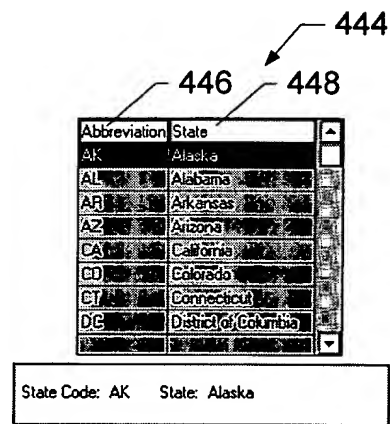 444
446 448
Abbreviation State
AK Alaska
AL Alabama
AR Arkansas
AZ Arizona
CA California
CO Colorado
CT Connecticut
DC District of Columbia
State Code: AK State: Alaska